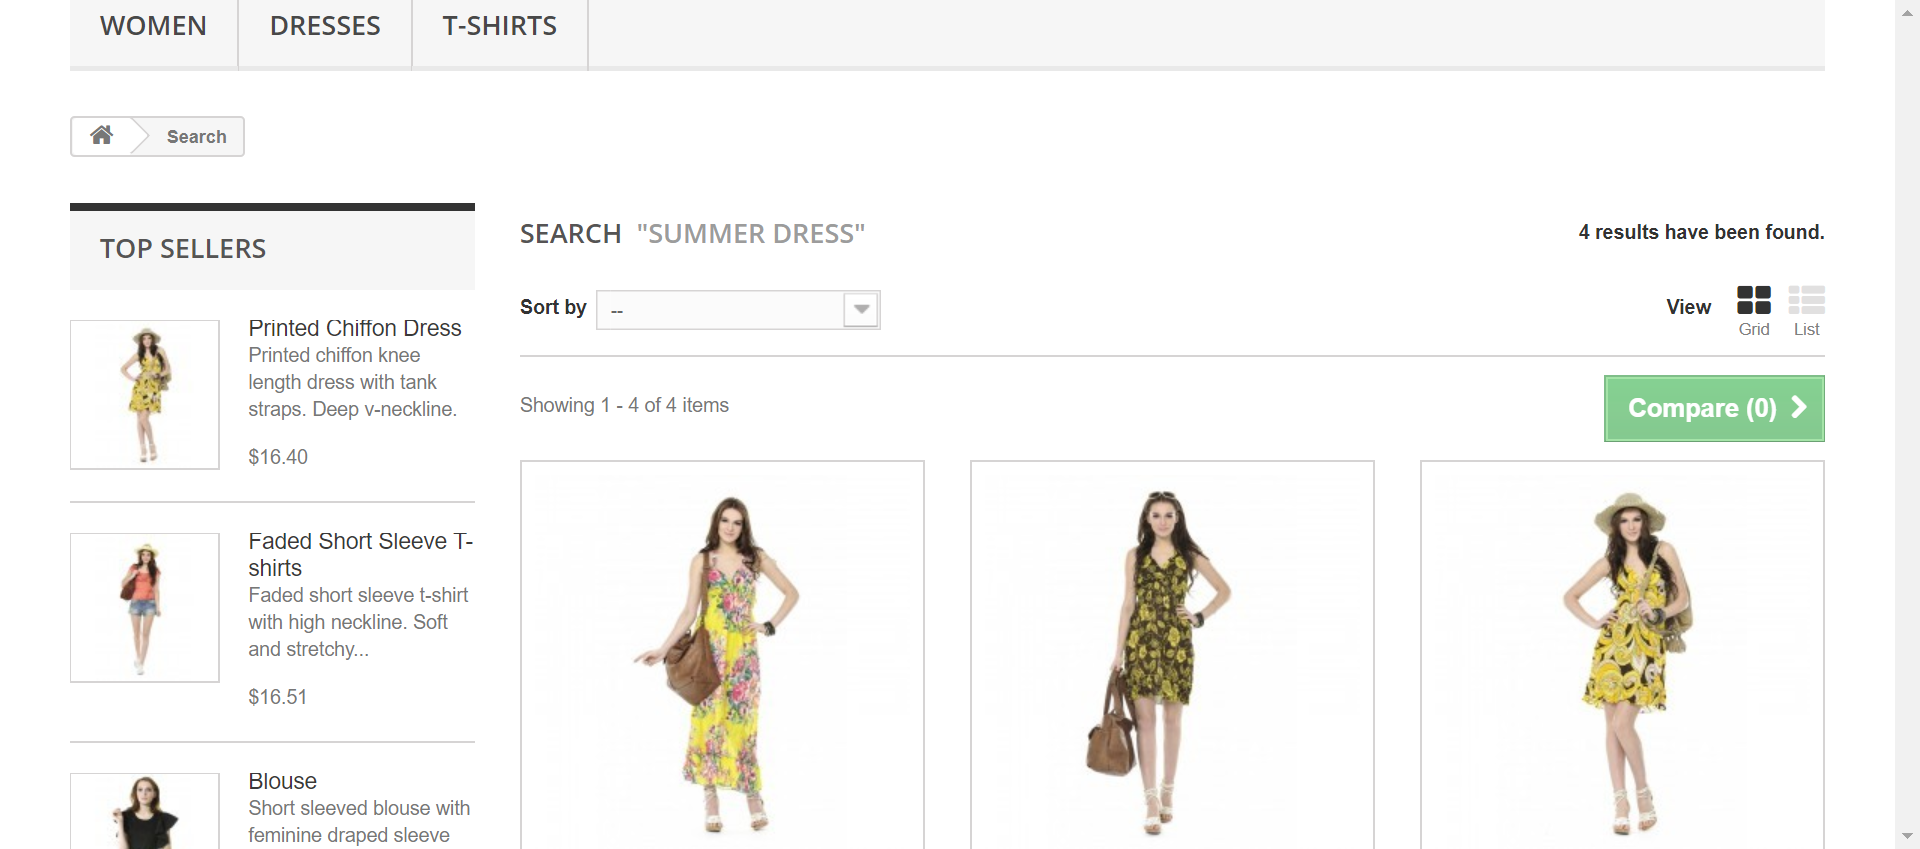 WOMEN DRESSES T-SHIRTS
Search
TOP SELLERS
Printed Chiffon Dress
Printed chiffon knee
length dress with tank
straps. Deep v-neckline.
$16.40
Faded Short Sleeve T-
shirts
Faded short sleeve t-shirt
with high neckline. Soft
and stretchy...
$16.51
Blouse
Short sleeved blouse with
feminine draped sleeve
SEARCH "SUMMER DRESS"
4 results have been found.
Sort by --
View
Grid List
Showing 1 - 4 of 4 items
Compare (0)